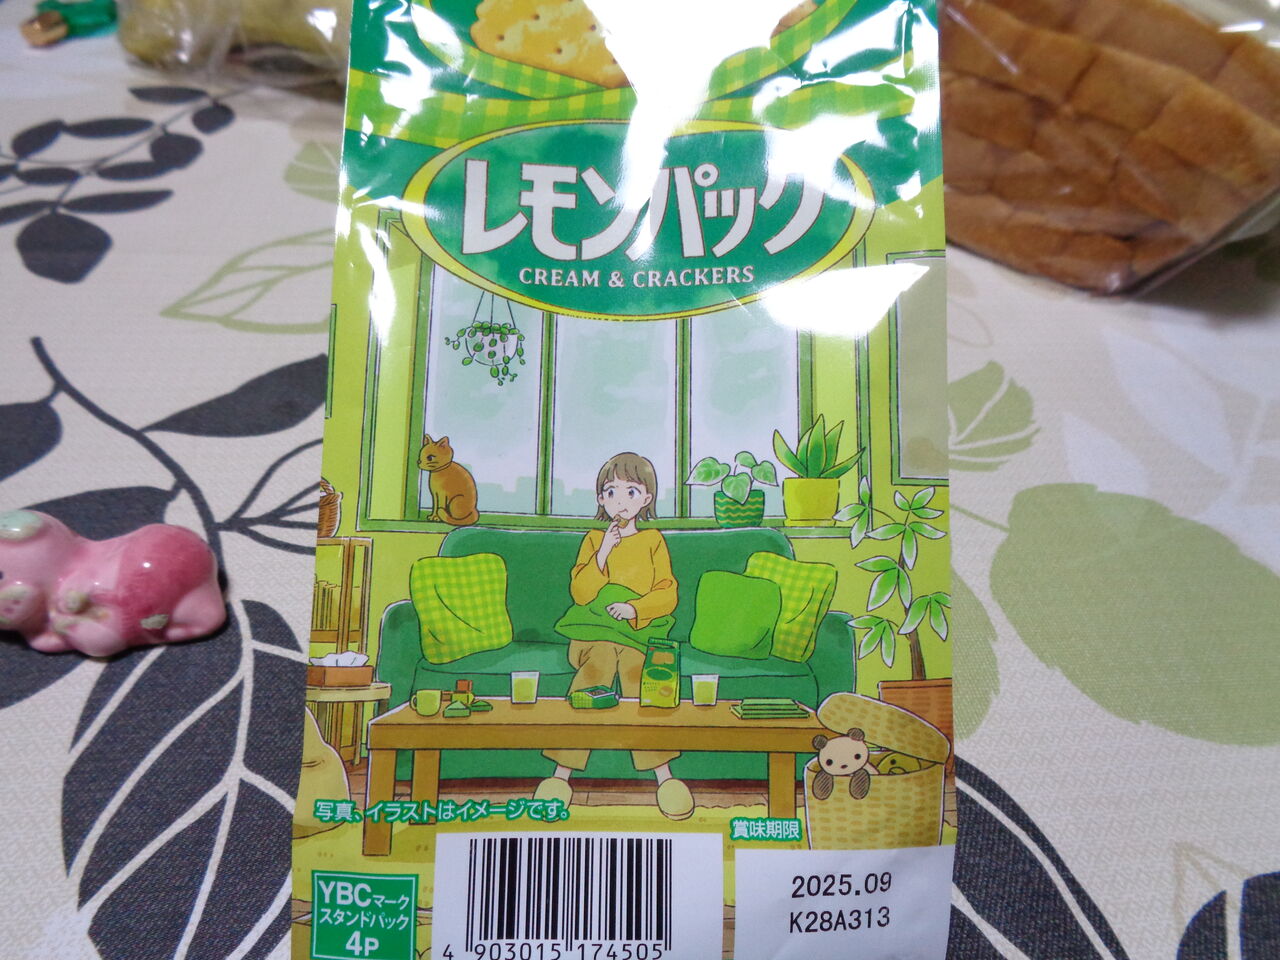 レモンパック
CREAM & CRACKERS
写真、イラストはイメージです。
賞味期限
2025.09
K28A313
YBCマーク
スタンドパック
4P
4 903015 174505